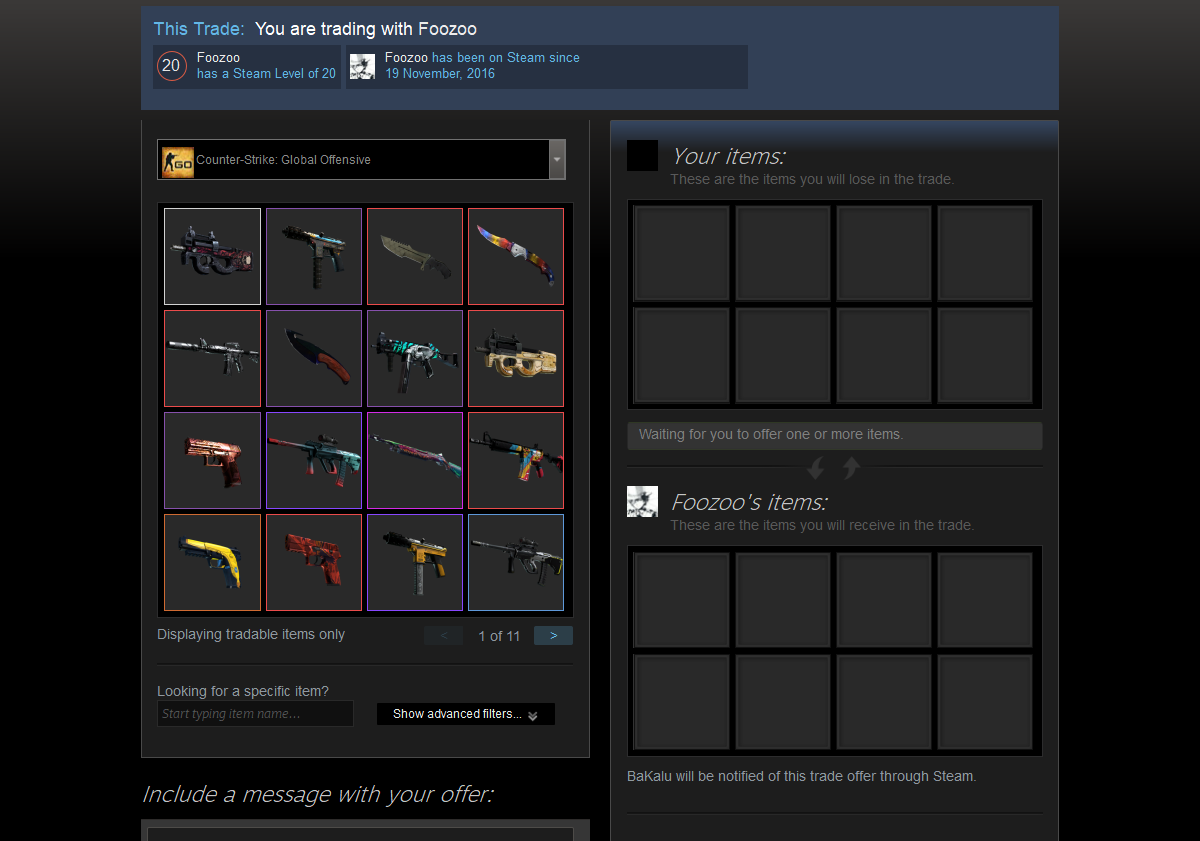 This Trade: You are trading with Foozoo
20
Foozoo
has a Steam Level of 20
Foozoo has been on Steam since
19 November, 2016
GO
Counter-Strike: Global Offensive
Displaying tradable items only
<
1 of 11
>
Looking for a specific item?
Start typing item name...
Show advanced filters...
Include a message with your offer:
Your items:
These are the items you will lose in the trade.
Waiting for you to offer one or more items.
Foozoo's items:
These are the items you will receive in the trade.
BaKalu will be notified of this trade offer through Steam.